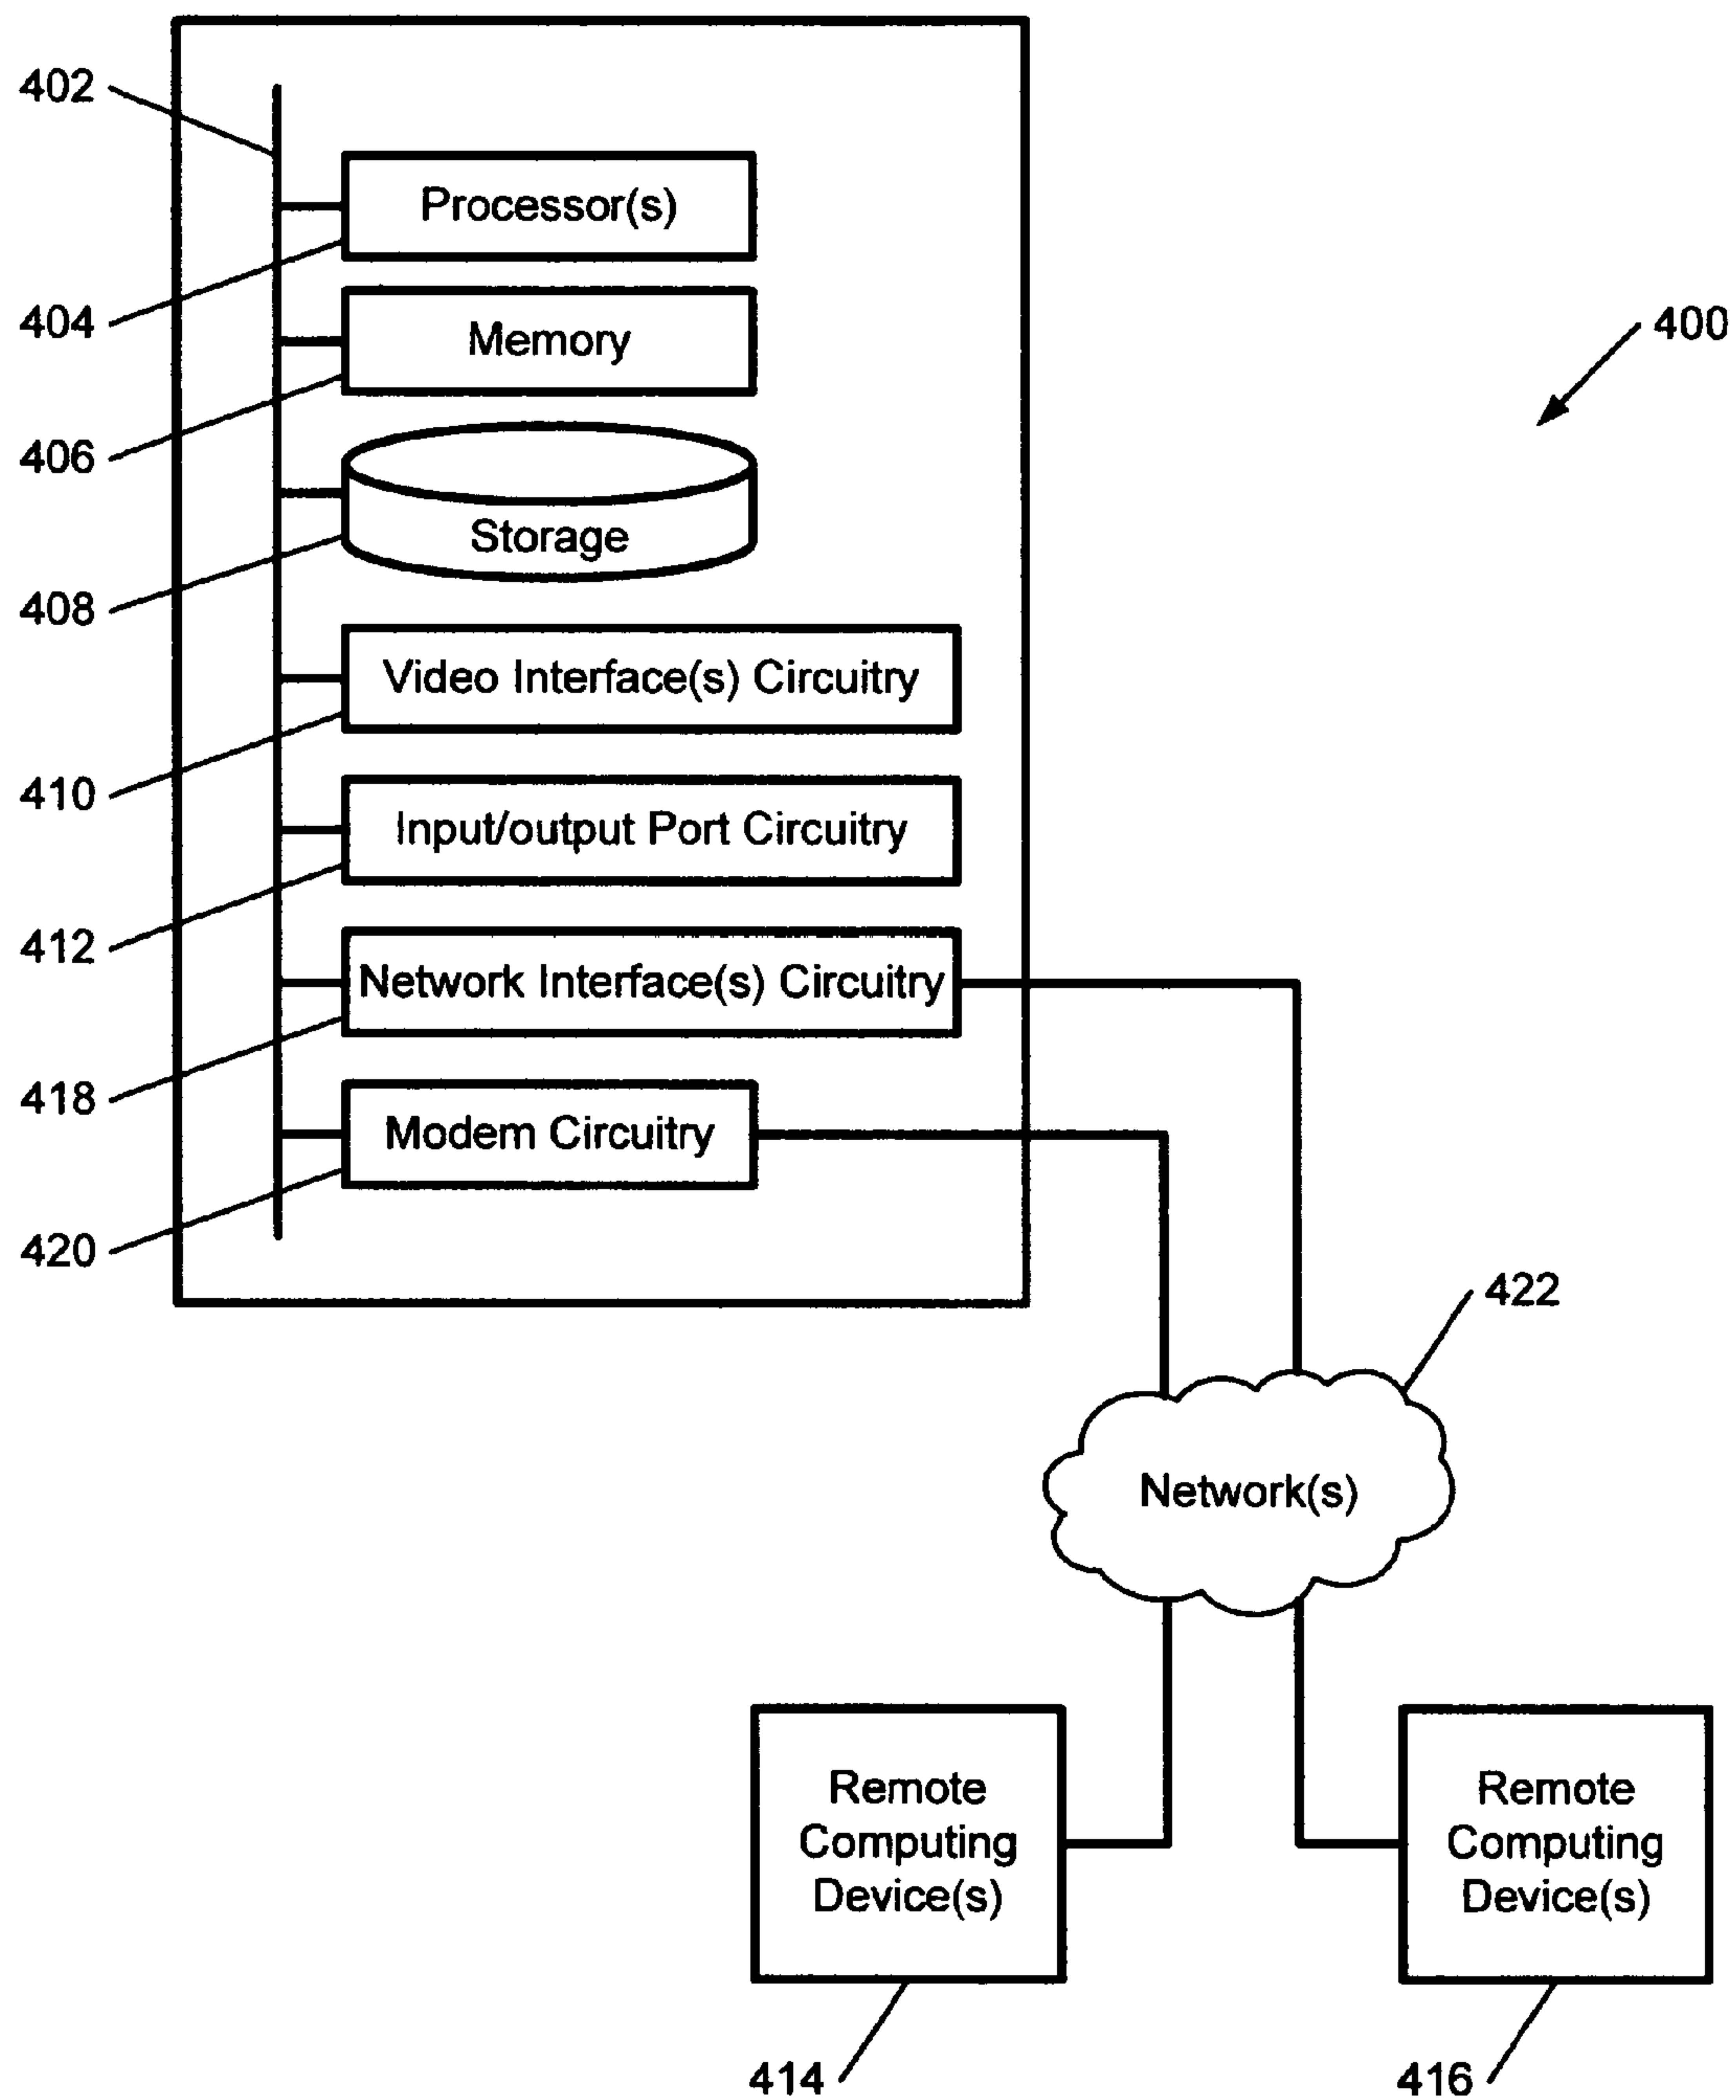 402
Processor(s)
404
Memory
400
406
Storage
408
Video Interface(s) Circuitry
410
Input/output Port Circuitry
412
Network Interface(s) Circuitry
418
Modem Circuitry
420
422
Network(s)
Remote
Computing
Device(s)
Remote
Computing
Device(s)
414
416